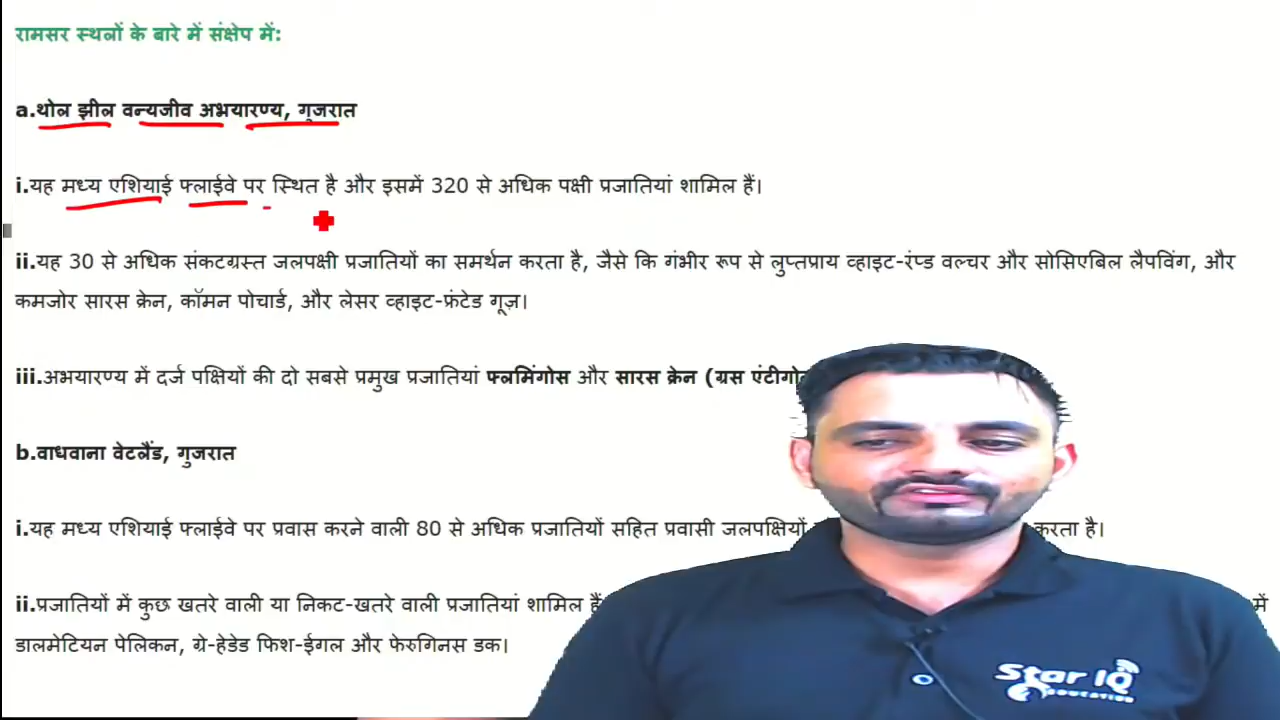 रामसर स्थलों के बारे में संक्षेप में:
a.थोल झील वन्यजीव अभयारण्य, गुजरात
i.यह मध्य एशियाई फ्लाईवे पर स्थित है और इसमें 320 से अधिक पक्षी प्रजातियां शामिल हैं।
ii.यह 30 से अधिक संकटग्रस्त जलपक्षी प्रजातियों का समर्थन करता है, जैसे कि गंभीर रूप से लुप्तप्राय व्हाइट-रंप्ड वल्चर और सोसिएबिल लैपविंग, और
कमजोर सारस क्रेन, कॉमन पोचार्ड, और लेसर व्हाइट-फ्रंटेड गूज़।
iii.अभयारण्य में दर्ज पक्षियों की दो सबसे प्रमुख प्रजातियां फ्लमिंगोस और सारस क्रेन (ग्रस
b.वाधवाना वेटलैंड, गुजरात
i.यह मध्य एशियाई फ्लाईवे पर प्रवास करने वाली 80 से अधिक प्रजातियों सहित प्रवासी जलपक्षियों करता है।
ii.प्रजातियों में कुछ खतरे वाली या निकट-खतरे वाली प्रजातियां शामिल हैं में
डालमेटियन पेलिकन, ग्रे-हेडेड फिश-ईगल और फेरुगिनस डक।
Star IQ
EDUCATION